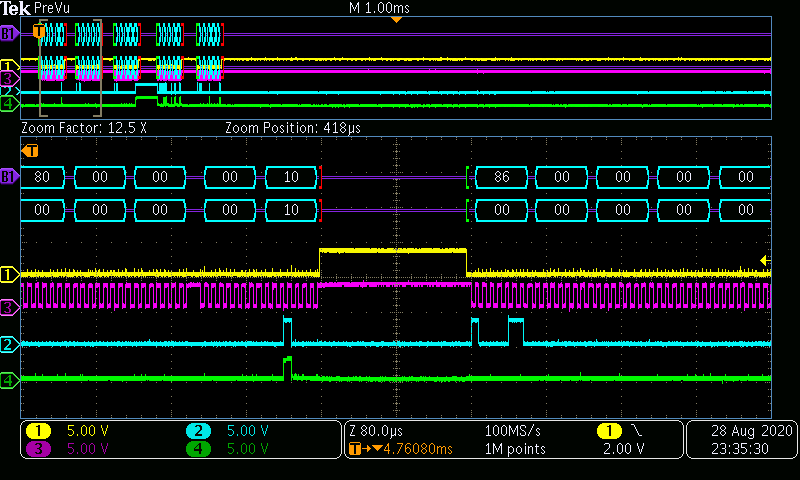 Tek PreVu M 1.00ms
T
B1
1
3
2
4
Zoom Factor: 12.5 X Zoom Position: 418µs
T
B1 80 00 00 00 10 86 00 00 00 00
00 00 00 00 10 00 00 00 00 00
1
3
2
4
1 5.00 V 2 5.00 V Z 80.0µs 100MS/s 1 2.00 V 28 Aug 2020
3 5.00 V 4 5.00 V T 4.76080ms 1M points 23:35:30